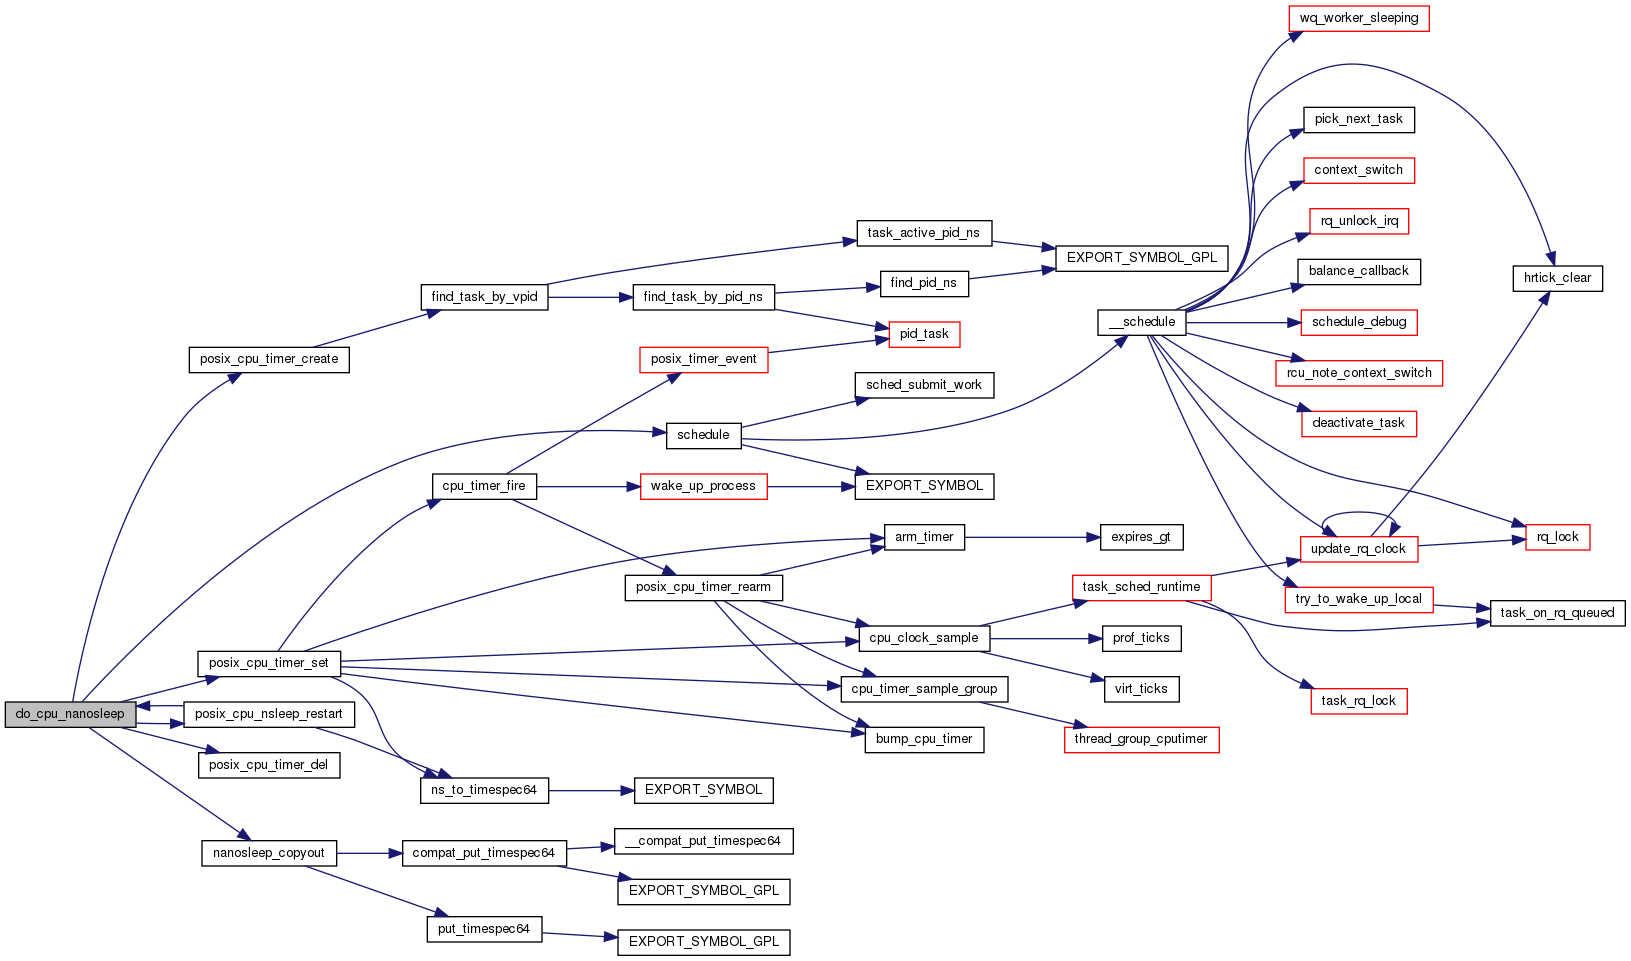 wq_worker_sleeping
pick_next_task
context_switch
rq_unlock_irq
task_active_pid_ns
EXPORT_SYMBOL_GPL
balance_callback
hrtick_clear
find_pid_ns
find_task_by_vpid
find_task_by_pid_ns
__schedule
schedule_debug
pid_task
posix_cpu_timer_create
posix_timer_event
rcu_note_context_switch
sched_submit_work
deactivate_task
schedule
cpu_timer_fire
wake_up_process
EXPORT_SYMBOL
arm_timer
expires_gt
rq_lock
update_rq_clock
posix_cpu_timer_rearm
task_sched_runtime
try_to_wake_up_local
task_on_rq_queued
cpu_clock_sample
prof_ticks
posix_cpu_timer_set
cpu_timer_sample_group
virt_ticks
task_rq_lock
do_cpu_nanosleep
posix_cpu_nsleep_restart
bump_cpu_timer
thread_group_cputimer
posix_cpu_timer_del
ns_to_timespec64
EXPORT_SYMBOL
__compat_put_timespec64
nanosleep_copyout
compat_put_timespec64
EXPORT_SYMBOL_GPL
put_timespec64
EXPORT_SYMBOL_GPL